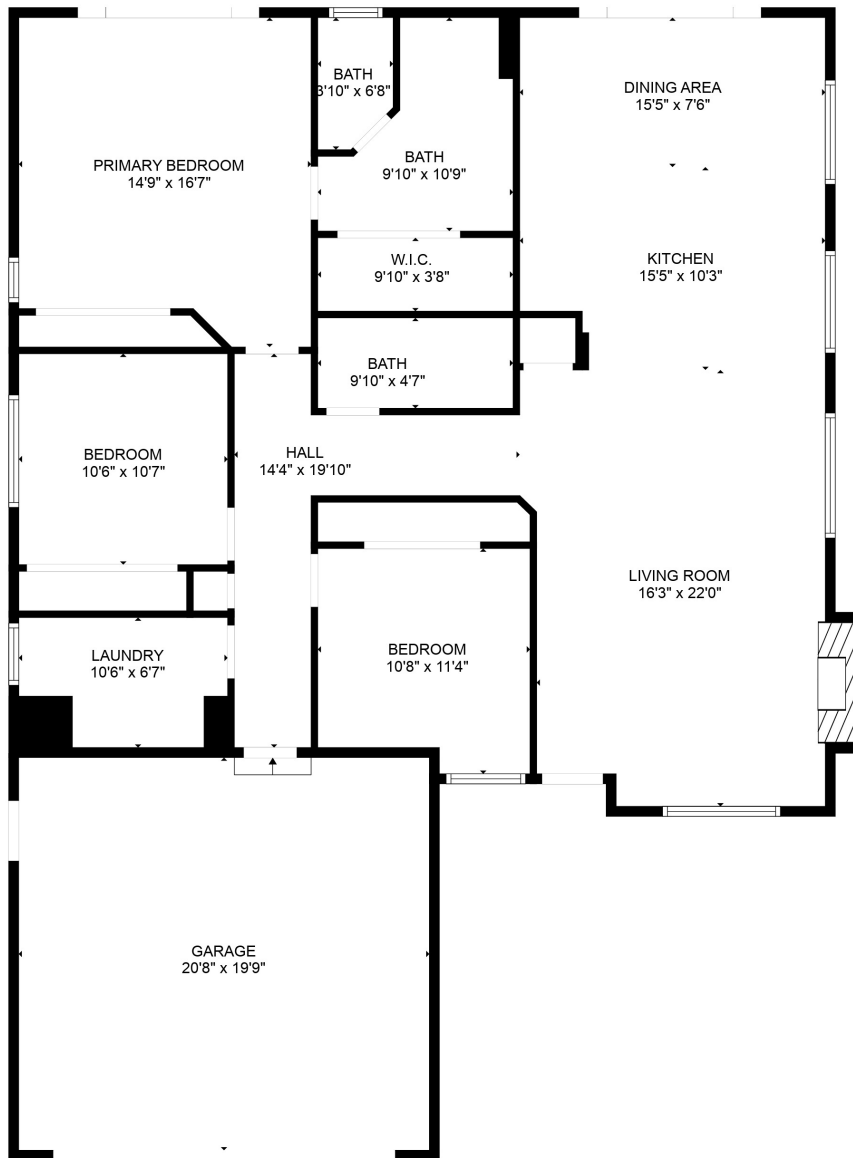 BATH
3'10" x 6'8"
DINING AREA
15'5" x 7'6"
PRIMARY BEDROOM
14'9" x 16'7"
BATH
9'10" x 10'9"
W.I.C.
9'10" x 3'8"
KITCHEN
15'5" x 10'3"
BATH
9'10" x 4'7"
BEDROOM
10'6" x 10'7"
HALL
14'4" x 19'10"
LIVING ROOM
16'3" x 22'0"
LAUNDRY
10'6" x 6'7"
BEDROOM
10'8" x 11'4"
GARAGE
20'8" x 19'9"